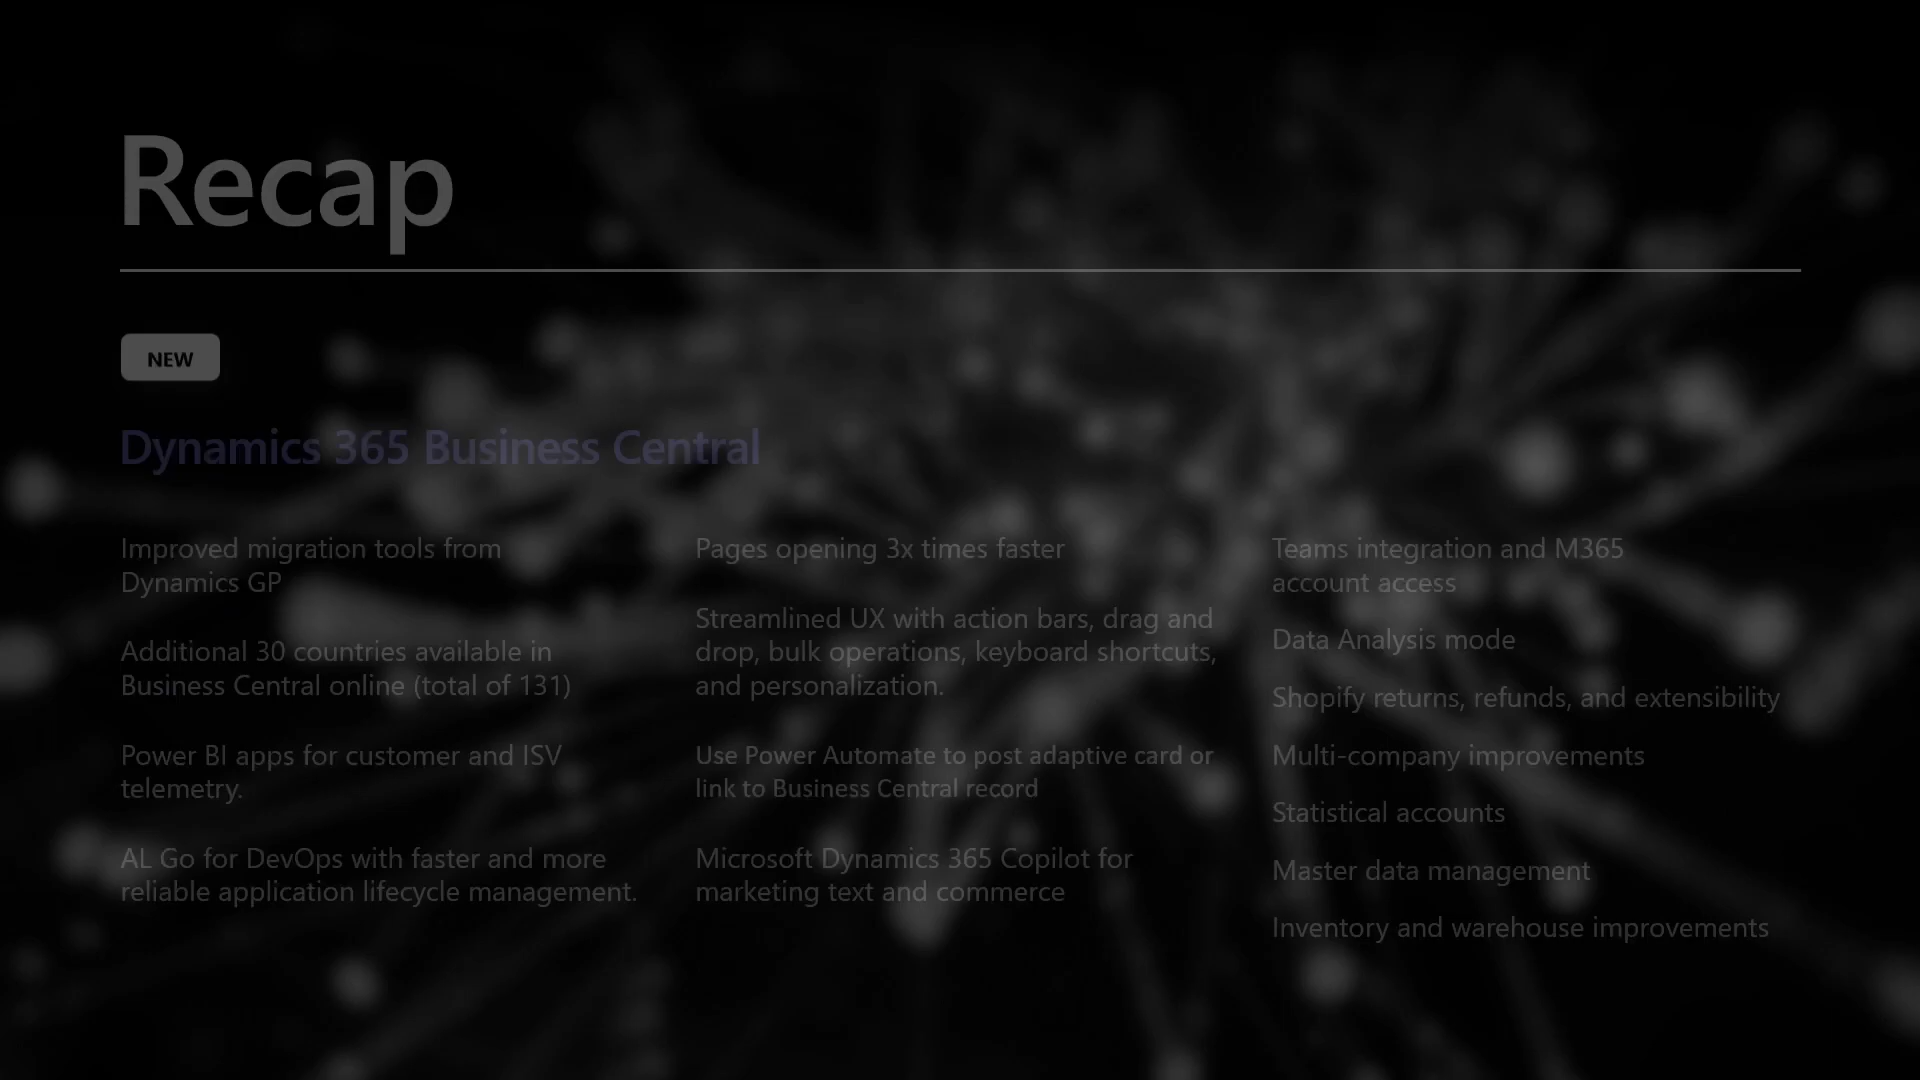 Recap
NEW
Dynamics 365 Business Central
Improved migration tools from
Dynamics GP
Additional 30 countries available in
Business Central online (total of 131)
Power BI apps for customer and ISV
telemetry.
AL Go for DevOps with faster and more
reliable application lifecycle management.
Pages opening 3x times faster
Streamlined UX with action bars, drag and
drop, bulk operations, keyboard shortcuts,
and personalization.
Use Power Automate to post adaptive card or
link to Business Central record
Microsoft Dynamics 365 Copilot for
marketing text and commerce
Teams integration and M365
account access
Data Analysis mode
Shopify returns, refunds, and extensibility
Multi-company improvements
Statistical accounts
Master data management
Inventory and warehouse improvements